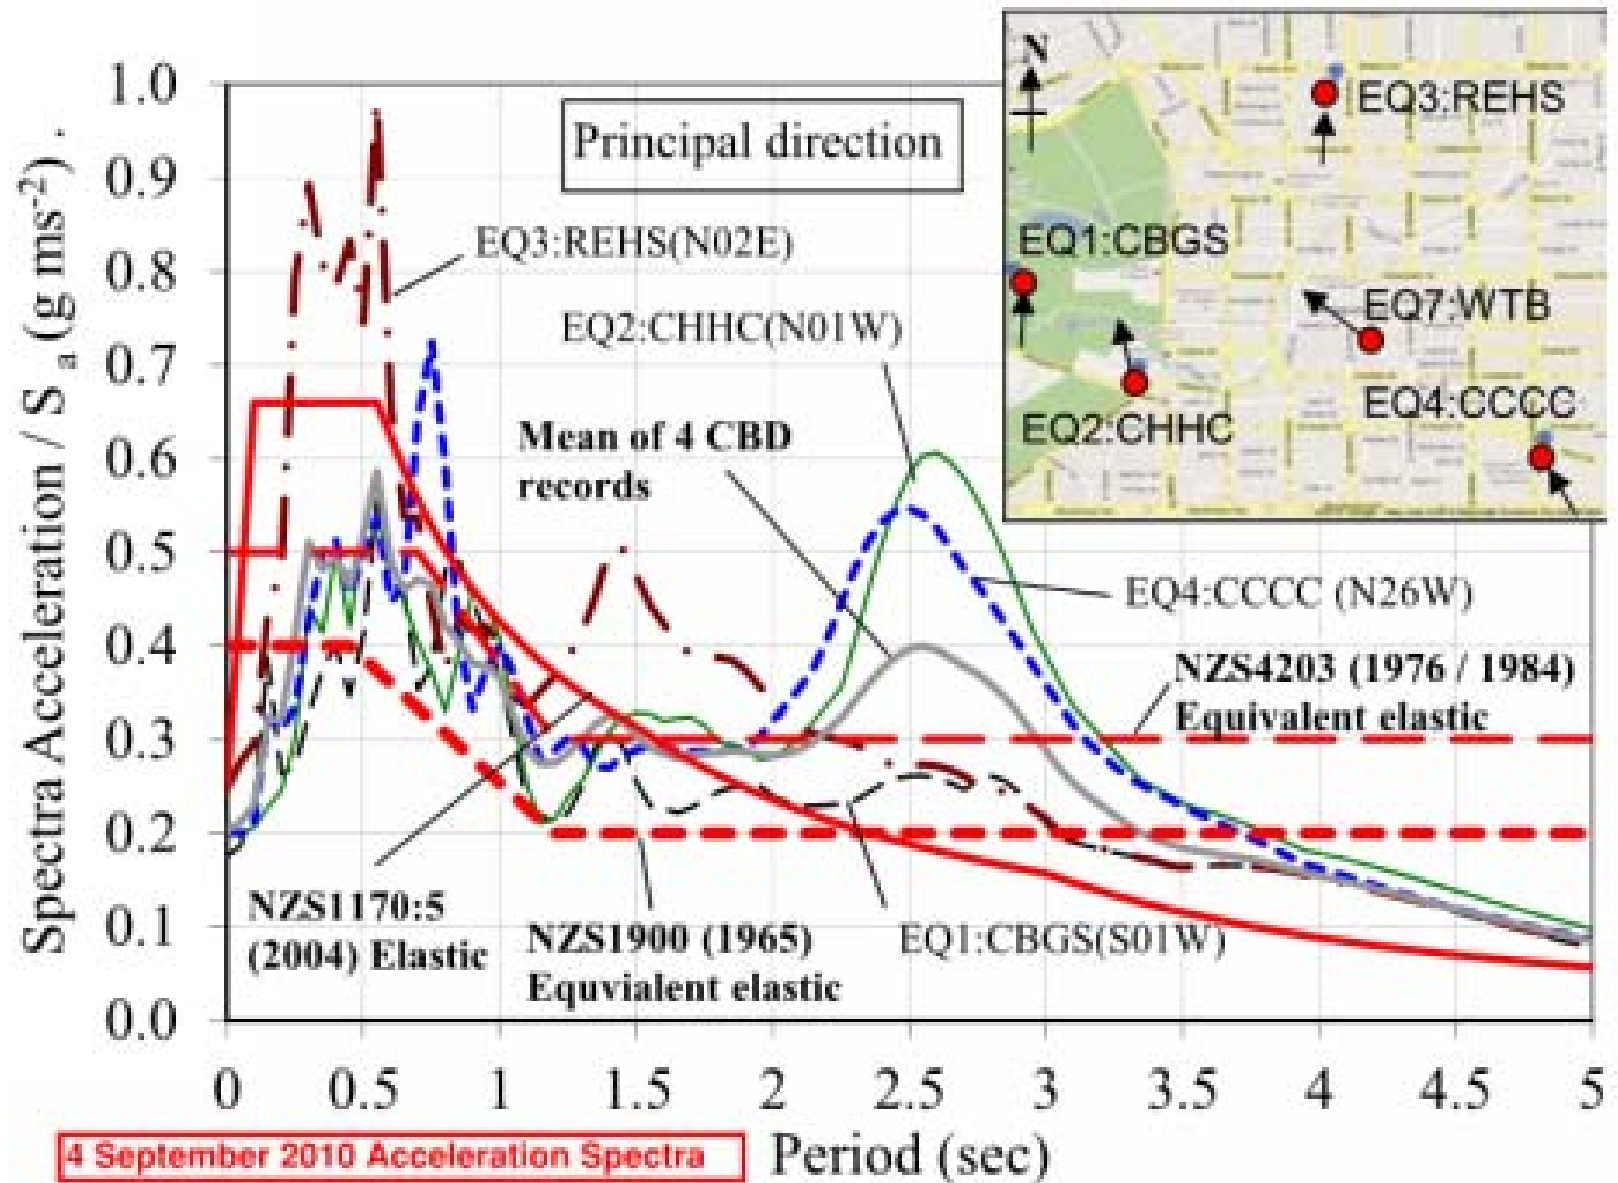 1.0
0.9
0.8
0.7
0.6
0.5
0.4
0.3
0.2
0.1
0.0
Spectra Acceleration / S a (g ms-2) .
Principal direction
EQ3:REHS(N02E)
EQ2:CHHC(N01W)
Mean of 4 CBD
records
EQ4:CCCC (N26W)
NZS4203 (1976 / 1984)
Equivalent elastic
NZS1170:5
(2004) Elastic
NZS1900 (1965)
Equvialent elastic
EQ1:CBGS(S01W)
N
EQ3:REHS
EQ1:CBGS
EQ7:WTB
EQ4:CCCC
EQ2:CHHC
0 0.5 1 1.5 2 2.5 3 3.5 4 4.5 5
4 September 2010 Acceleration Spectra
Period (sec)